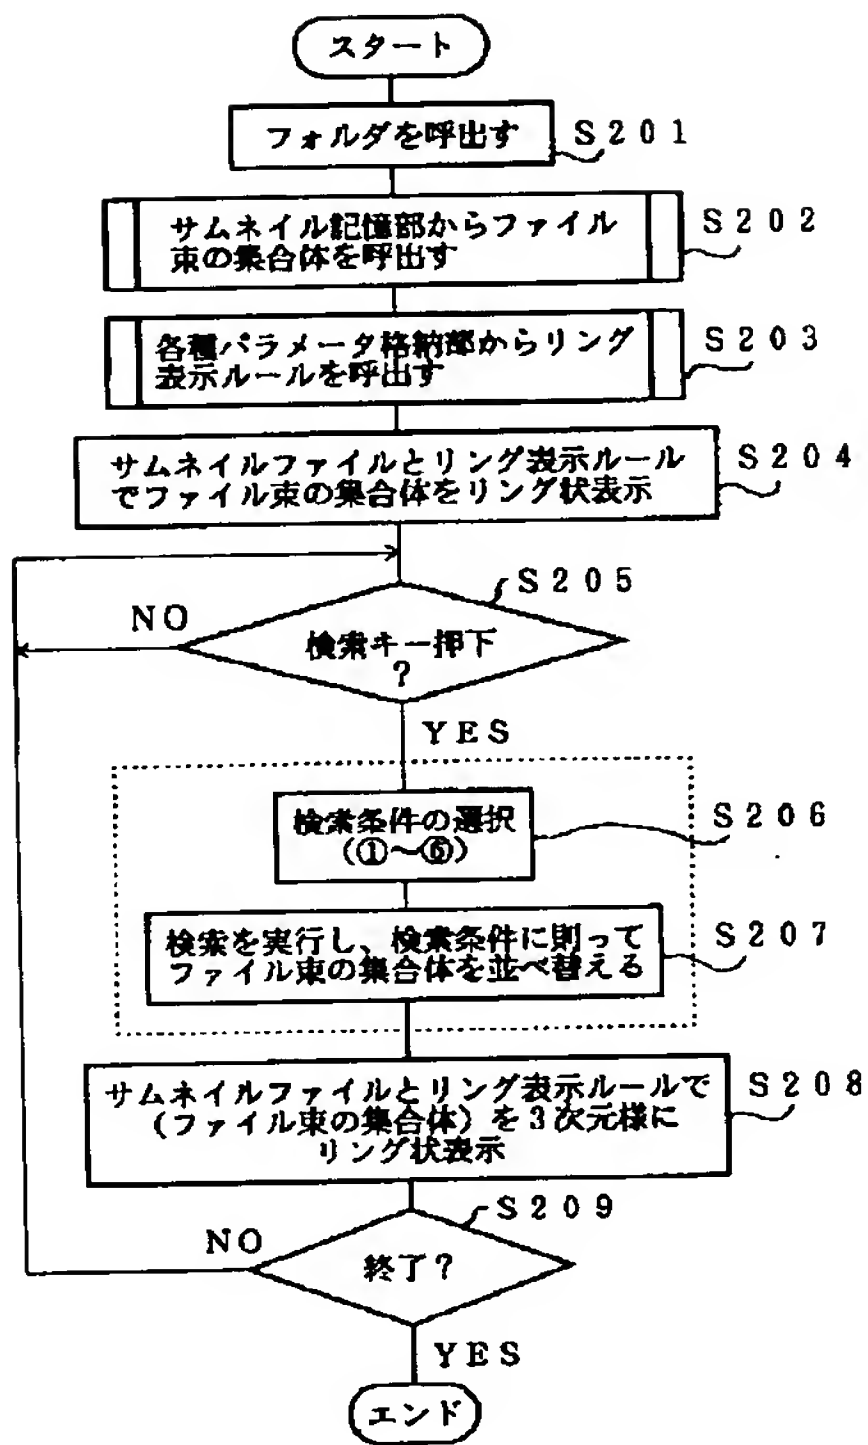 スタート
フォルダを呼出す
S201
サムネイル記憶部からファイル
束の集合体を呼出す
S202
各種パラメータ格納部からリング
表示ルールを呼出す
S203
サムネイルファイルとリング表示ルール
でファイル束の集合体をリング状表示
S204
S205
NO
検索キー押下
?
YES
検索条件の選択
(①~⑥)
S206
検索を実行し、検索条件に則って
ファイル束の集合体を並べ替える
S207
サムネイルファイルとリング表示ルールで
(ファイル束の集合体)を3次元様に
リング状表示
S208
S209
NO
終了?
YES
エンド